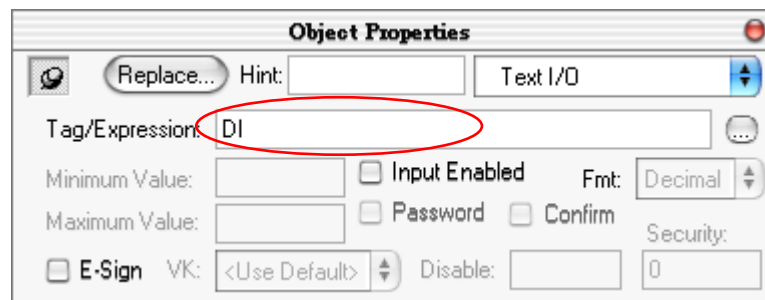 Object Properties
Replace... Hint: Text I/O
Tag/Expression: DI ...
Minimum Value: Input Enabled Fmt: Decimal
Maximum Value: Password Confirm Security:
E-Sign VK: <Use Default> Disable: 0